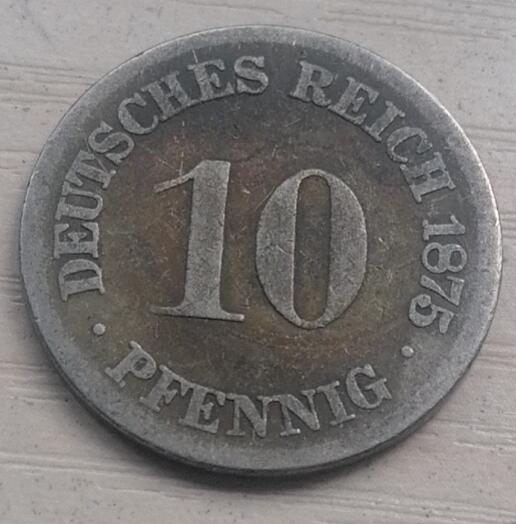 DEUTSCHES REICH 1875
10
· PFENNIG ·